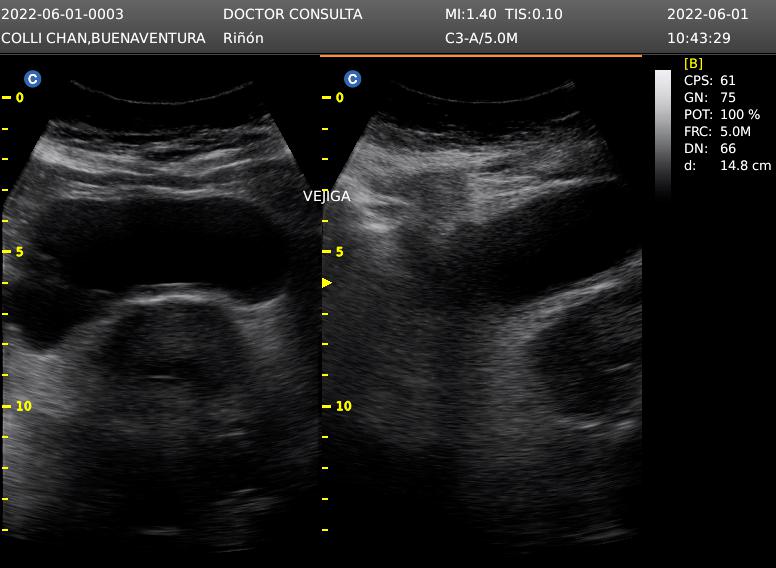 2022-06-01-0003 DOCTOR CONSULTA MI:1.40 TIS:0.10 2022-06-01
COLLI CHAN,BUENAVENTURA Riñón C3-A/5.0M 10:43:29
[B]
CPS: 61
GN: 75
POT: 100 %
FRC: 5.0M
DN: 66
d: 14.8 cm
C C
0 0
VEJIGA
5 5
10 10